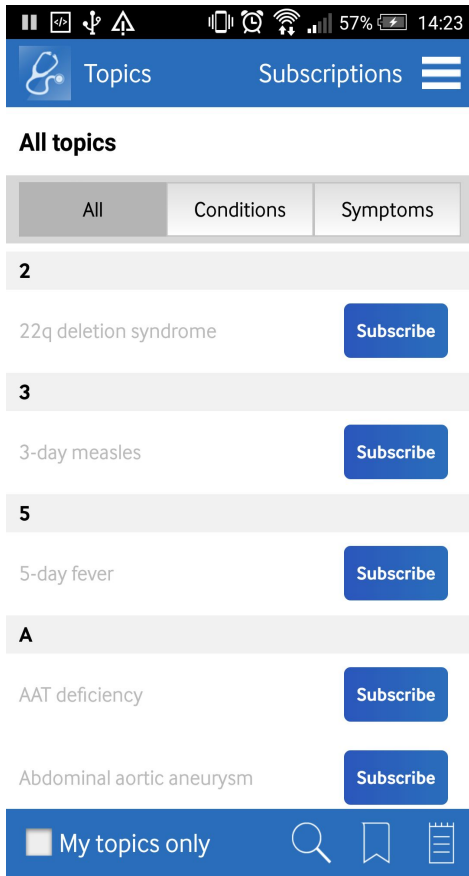 57% 14:23
Topics Subscriptions
All topics
All Conditions Symptoms
2
22q deletion syndrome Subscribe
3
3-day measles Subscribe
5
5-day fever Subscribe
A
AAT deficiency Subscribe
Abdominal aortic aneurysm Subscribe
My topics only